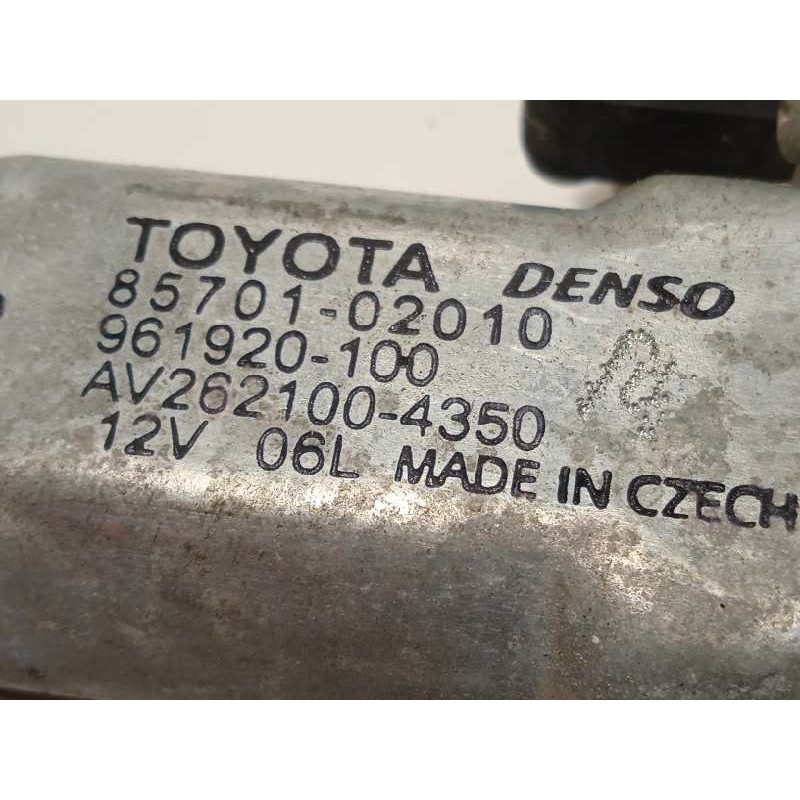 TOYOTA DENSO
85701-02010
961920-100
AV262100-4350
12V 06L MADE IN CZECH